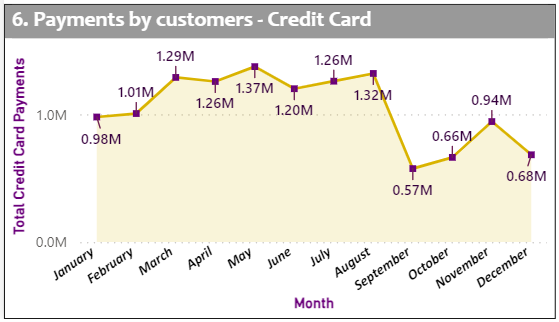 6. Payments by customers - Credit Card
Total Credit Card Payments
1.0M
0.0M
0.98M
1.01M
1.29M
1.26M
1.37M
1.20M
1.26M
1.32M
0.57M
0.66M
0.94M
0.68M
January
February
March
April
May
June
July
August
September
October
November
December
Month